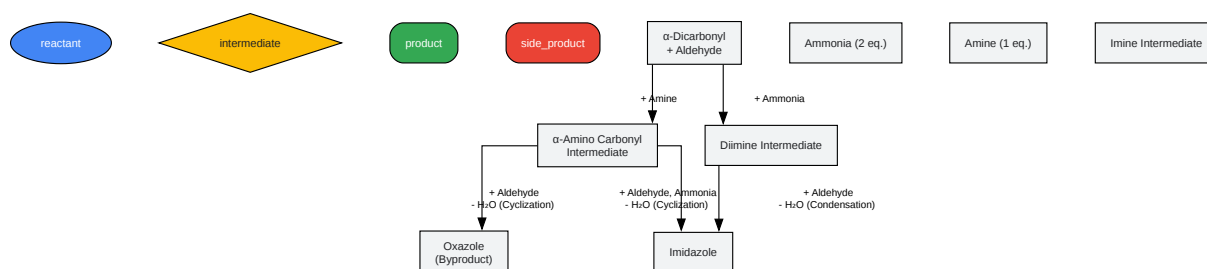 reactant
intermediate
product
side_product
α-Dicarbonyl
+ Aldehyde
Ammonia (2 eq.)
Amine (1 eq.)
Imine Intermediate
+ Amine
+ Ammonia
α-Amino Carbonyl
Intermediate
Diimine Intermediate
+ Aldehyde
- H₂O (Cyclization)
+ Aldehyde, Ammonia
- H₂O (Cyclization)
+ Aldehyde
- H₂O (Condensation)
Oxazole
(Byproduct)
Imidazole